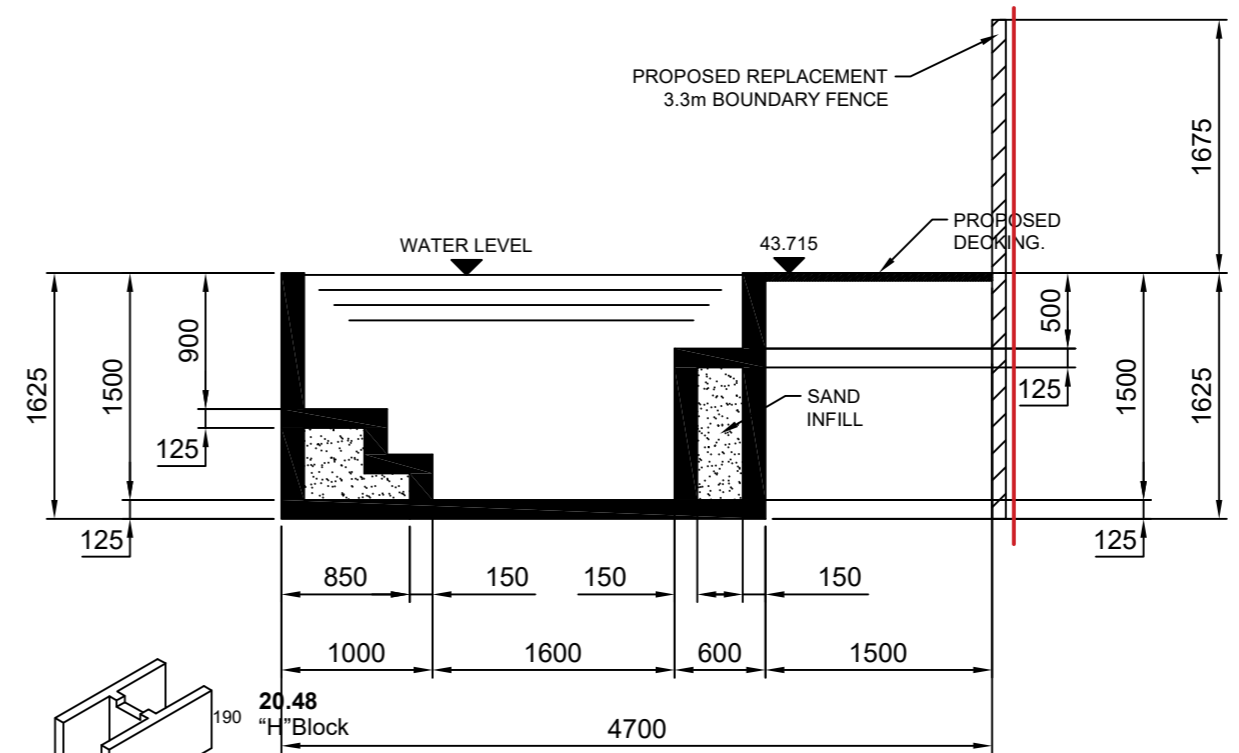 PROPOSED REPLACEMENT
3.3m BOUNDARY FENCE
1675
PROPOSED
DECKING.
WATER LEVEL
43.715
1625
1500
900
125
125
500
125
1500
1625
125
SAND
INFILL
850
150
150
150
1000
1600
600
1500
4700
190
20.48
“H”Block